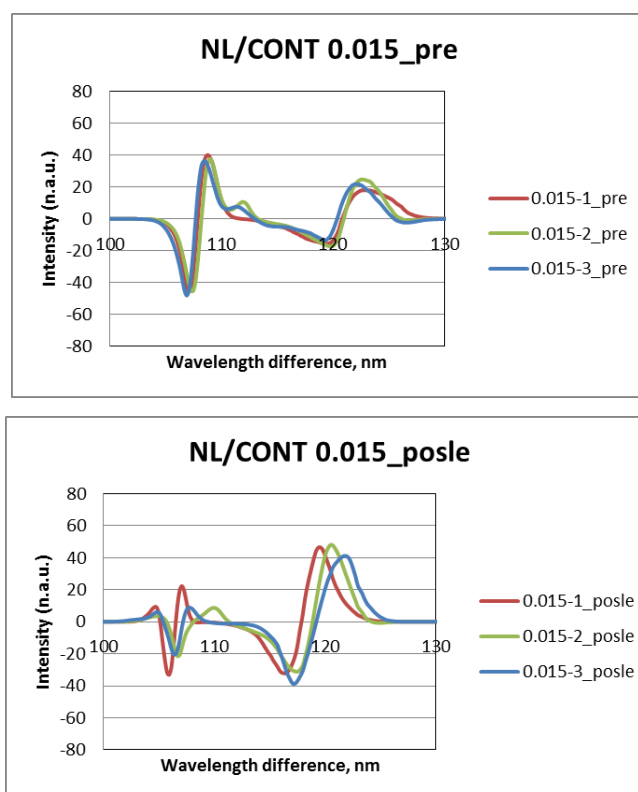 NL/CONT 0.015_pre
80
60
40
20
0
-20
-40
-60
-80
100
110
120
130
Intensity (n.a.u.)
Wavelength difference, nm
0.015-1_pre
0.015-2_pre
0.015-3_pre
NL/CONT 0.015_posle
80
60
40
20
0
-20
-40
-60
-80
100
110
120
130
Intensity (n.a.u.)
Wavelength difference, nm
0.015-1_posle
0.015-2_posle
0.015-3_posle